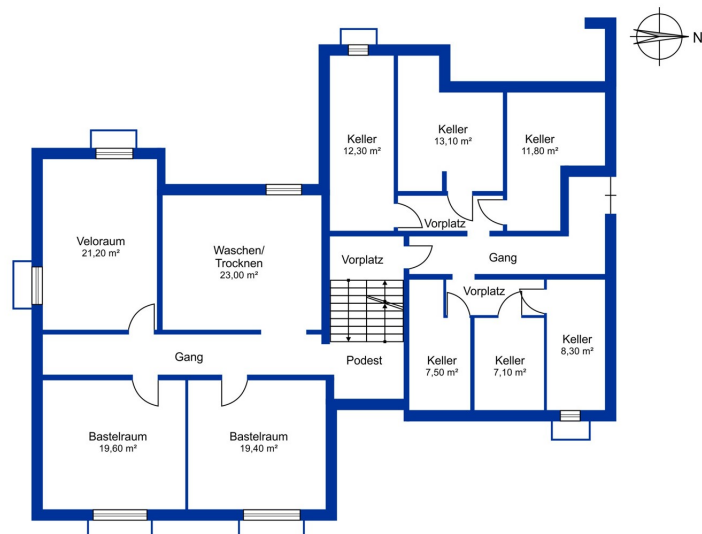 N
Keller
12,30 m²
Keller
13,10 m²
Keller
11,80 m²
Vorplatz
Veloraum
21,20 m²
Waschen/
Trocknen
23,00 m²
Vorplatz
Gang
Vorplatz
Gang
Podest
Keller
7,50 m²
Keller
7,10 m²
Keller
8,30 m²
Bastelraum
19,60 m²
Bastelraum
19,40 m²